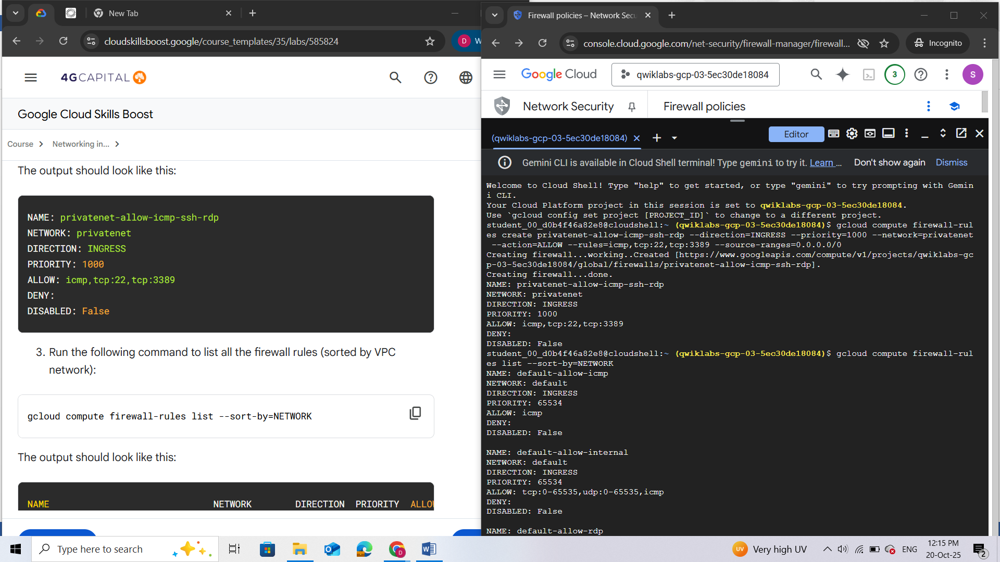 New Tab
cloudskillsboost.google/course_templates/35/labs/585824
D
W
4GCAPITAL
Google Cloud Skills Boost
Course
Networking in...
The output should look like this:
NAME: privatenet-allow-icmp-ssh-rdp
NETWORK: privatenet
DIRECTION: INGRESS
PRIORITY: 1000
ALLOW: icmp,tcp:22,tcp:3389
DENY:
DISABLED: False
3. Run the following command to list all the firewall rules (sorted by VPC
network):
gcloud compute firewall-rules list --sort-by=NETWORK
The output should look like this:
NAME NETWORK DIRECTION PRIORITY ALLOW
Firewall policies – Network Secu
console.cloud.google.com/net-security/firewall-manager/firewall...
Incognito
Google Cloud
qwiklabs-gcp-03-5ec30de18084
3
S
Network Security
Firewall policies
(qwiklabs-gcp-03-5ec30de18084)
Editor
Gemini CLI is available in Cloud Shell terminal! Type gemini to try it. Learn ...
Don't show again
Dismiss
Welcome to Cloud Shell! Type "help" to get started, or type "gemini" to try prompting with Gemin
i CLI.
Your Cloud Platform project in this session is set to qwiklabs-gcp-03-5ec30de18084.
Use `gcloud config set project [PROJECT_ID]` to change to a different project.
student_00_d0b4f46a82e8@cloudshell:~ (qwiklabs-gcp-03-5ec30de18084)$ gcloud compute firewall-rul
es create privatenet-allow-icmp-ssh-rdp --direction=INGRESS --priority=1000 --network=privatenet
--action=ALLOW --rules=icmp,tcp:22,tcp:3389 --source-ranges=0.0.0.0/0
Creating firewall...working..Created [https://www.googleapis.com/compute/v1/projects/qwiklabs-gc
p-03-5ec30de18084/global/firewalls/privatenet-allow-icmp-ssh-rdp].
Creating firewall...done.
NAME: privatenet-allow-icmp-ssh-rdp
NETWORK: privatenet
DIRECTION: INGRESS
PRIORITY: 1000
ALLOW: icmp,tcp:22,tcp:3389
DENY:
DISABLED: False
student_00_d0b4f46a82e8@cloudshell:~ (qwiklabs-gcp-03-5ec30de18084)$ gcloud compute firewall-rul
es list --sort-by=NETWORK
NAME: default-allow-icmp
NETWORK: default
DIRECTION: INGRESS
PRIORITY: 65534
ALLOW: icmp
DENY:
DISABLED: False
NAME: default-allow-internal
NETWORK: default
DIRECTION: INGRESS
PRIORITY: 65534
ALLOW: tcp:0-65535,udp:0-65535,icmp
DENY:
DISABLED: False
NAME: default-allow-rdp
Type here to search
UV
Very high UV
ENG
12:15 PM
20-Oct-25
2